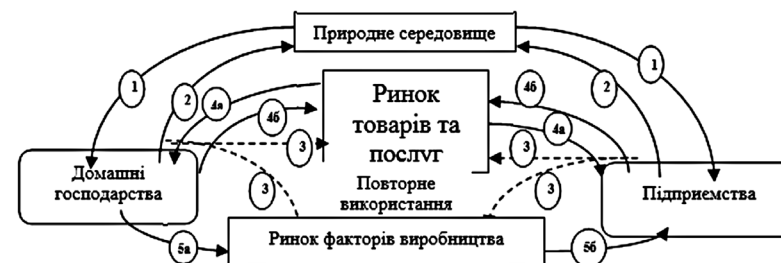 Природне середовище
1
1
2
2
4а
4б
4б
4а
Ринок
товарів та
послуг
3
3
Домашні
господарства
Підприємства
3
3
Повторне
використання
Ринок факторів виробництва
5а
5б